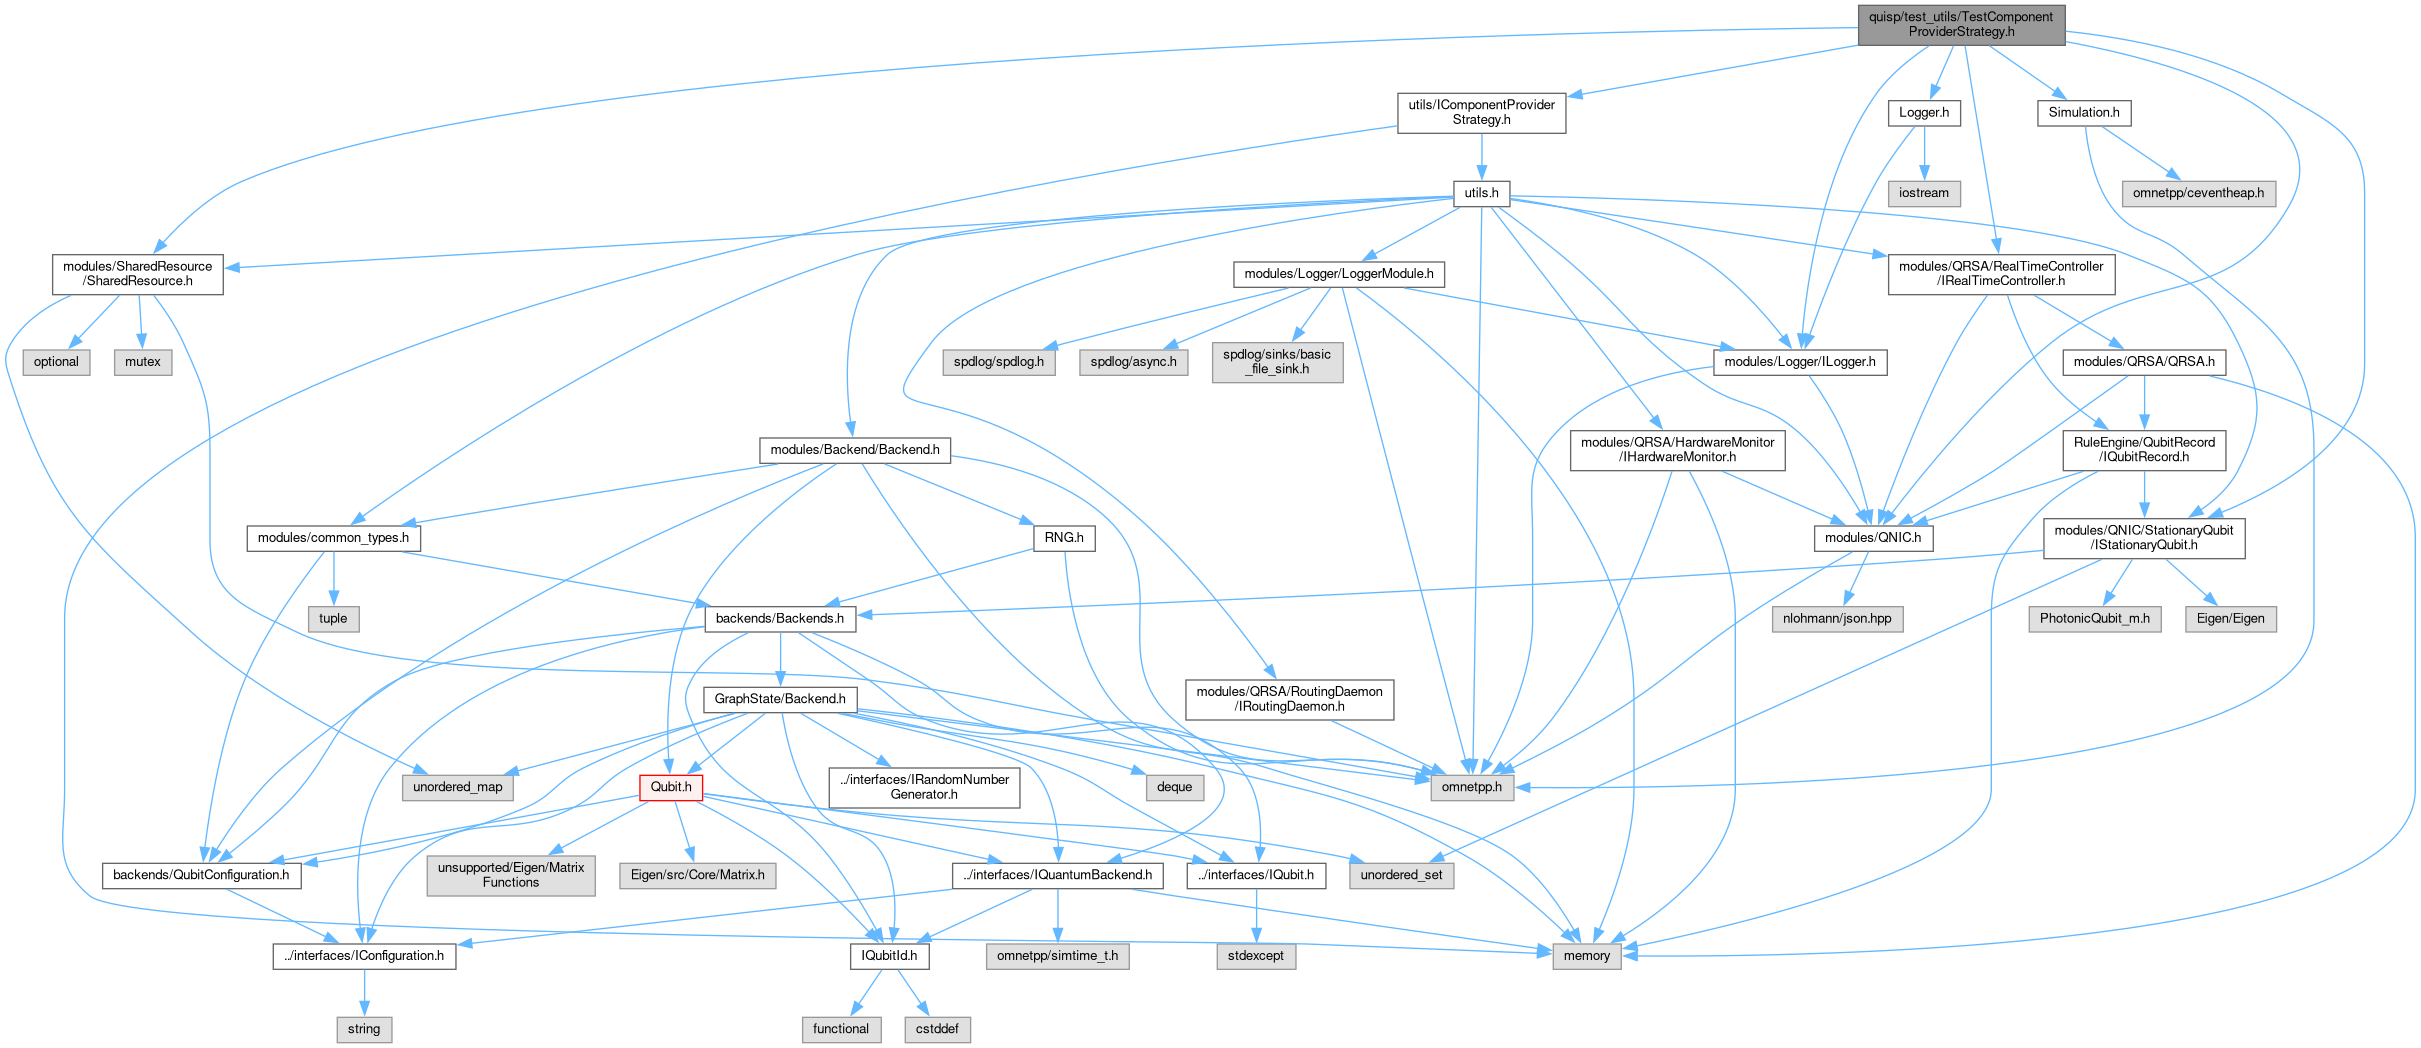 quisp/test_utils/TestComponent
ProviderStrategy.h
utils/IComponentProvider
Strategy.h
Logger.h
Simulation.h
utils.h
iostream
omnetpp/ceventheap.h
modules/SharedResource
/SharedResource.h
modules/Logger/LoggerModule.h
modules/QRSA/RealTimeController
/IRealTimeController.h
optional
mutex
spdlog/spdlog.h
spdlog/async.h
spdlog/sinks/basic
_file_sink.h
modules/Logger/ILogger.h
modules/QRSA/QRSA.h
modules/Backend/Backend.h
modules/QRSA/HardwareMonitor
/IHardwareMonitor.h
RuleEngine/QubitRecord
/IQubitRecord.h
modules/common_types.h
RNG.h
modules/QNIC.h
modules/QNIC/StationaryQubit
/IStationaryQubit.h
tuple
backends/Backends.h
nlohmann/json.hpp
PhotonicQubit_m.h
Eigen/Eigen
GraphState/Backend.h
modules/QRSA/RoutingDaemon
/IRoutingDaemon.h
unordered_map
Qubit.h
../interfaces/IRandomNumber
Generator.h
deque
omnetpp.h
backends/QubitConfiguration.h
unsupported/Eigen/Matrix
Functions
Eigen/src/Core/Matrix.h
../interfaces/IQuantumBackend.h
../interfaces/IQubit.h
unordered_set
../interfaces/IConfiguration.h
IQubitId.h
omnetpp/simtime_t.h
stdexcept
memory
string
functional
cstddef